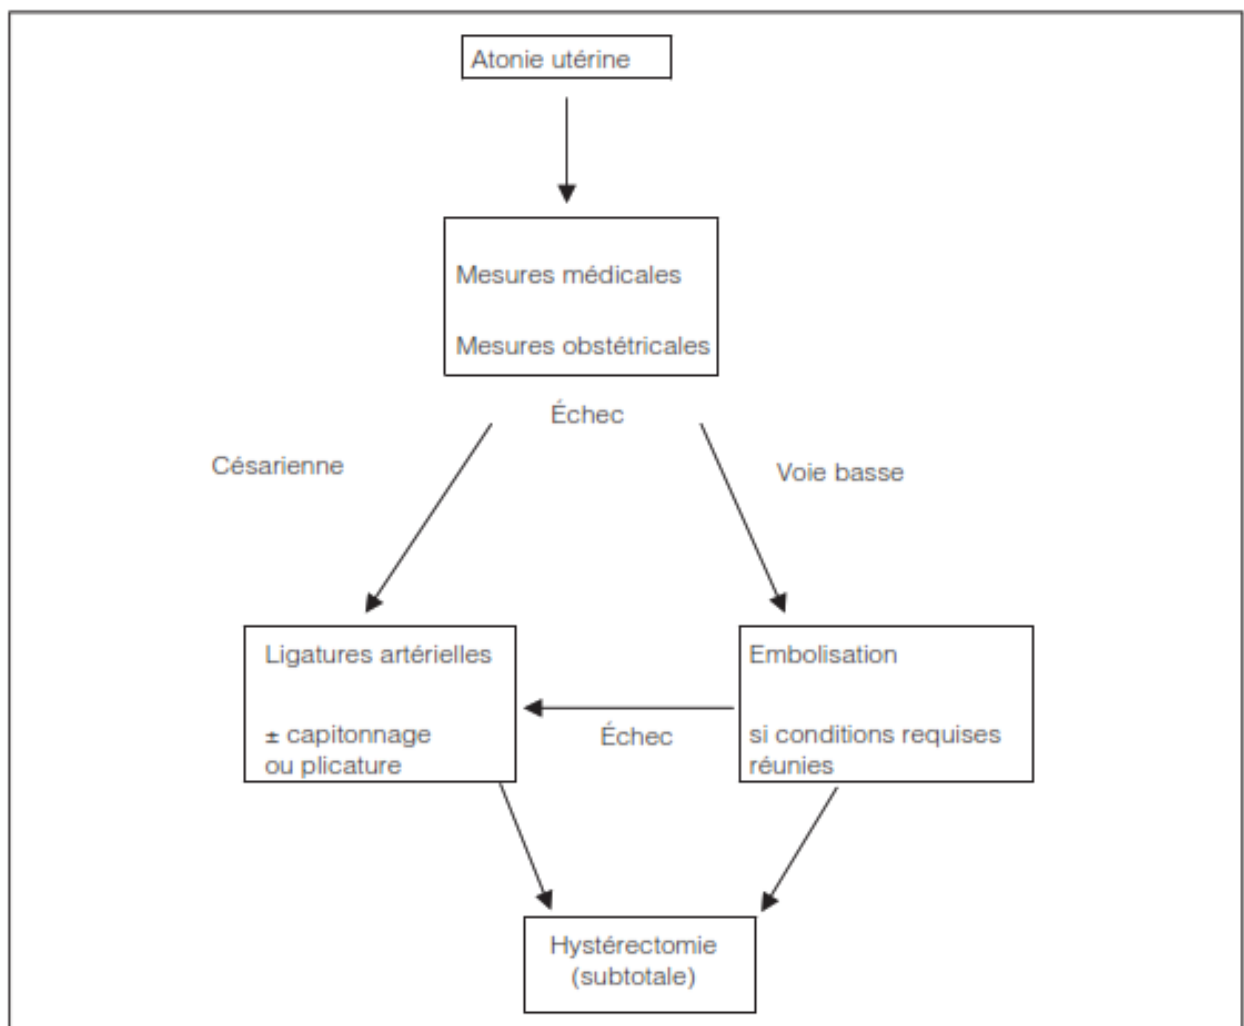 Atonie utérine
Mesures médicales
Mesures obstétricales
Échec
Césarienne
Voie basse
Ligatures artérielles
± capitonnage
ou plicature
Échec
Embolisation
si conditions requises
réunies
Hystérectomie
(subtotale)